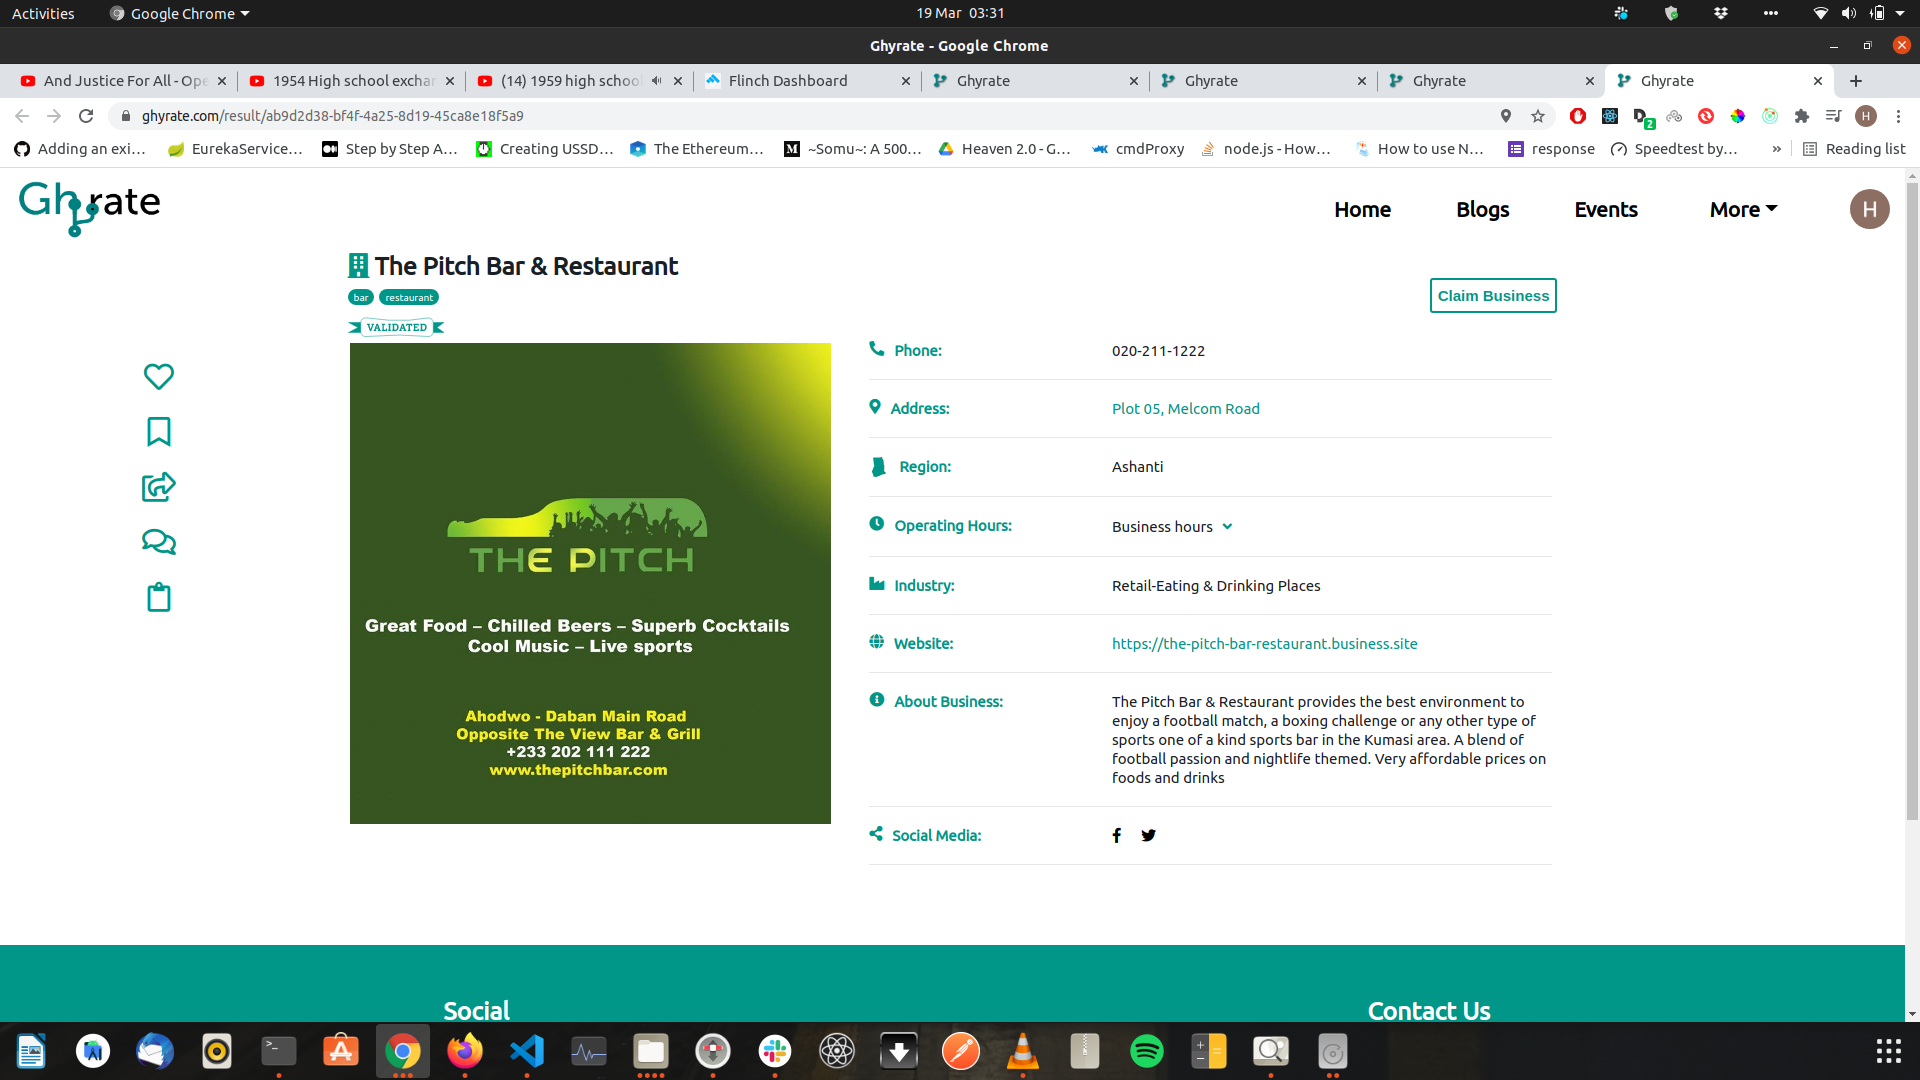 Activities
Google Chrome
19 Mar 03:31
Ghyrate - Google Chrome
And Justice For All - Ope
1954 High school exchan
(14) 1959 high school
Flinch Dashboard
Ghyrate
Ghyrate
Ghyrate
Ghyrate
ghyrate.com/result/ab9d2d38-bf4f-4a25-8d19-45ca8e18f5a9
2
H
Adding an exi…
EurekaService…
Step by Step A…
Creating USSD…
The Ethereum…
~Somu~: A 500…
Heaven 2.0 - G…
cmdProxy
node.js - How…
How to use N…
response
Speedtest by…
»
Reading list
Ghyrate
Home
Blogs
Events
More
H
The Pitch Bar & Restaurant
bar
restaurant
Claim Business
VALIDATED
Phone:
020-211-1222
Address:
Plot 05, Melcom Road
Region:
Ashanti
Operating Hours:
Business hours
Industry:
Retail-Eating & Drinking Places
Website:
https://the-pitch-bar-restaurant.business.site
About Business:
The Pitch Bar & Restaurant provides the best environment to
enjoy a football match, a boxing challenge or any other type of
sports one of a kind sports bar in the Kumasi area. A blend of
football passion and nightlife themed. Very affordable prices on
foods and drinks
Social Media:
THE PITCH
Great Food – Chilled Beers – Superb Cocktails
Cool Music – Live sports
Ahodwo - Daban Main Road
Opposite The View Bar & Grill
+233 202 111 222
www.thepitchbar.com
Social
Contact Us